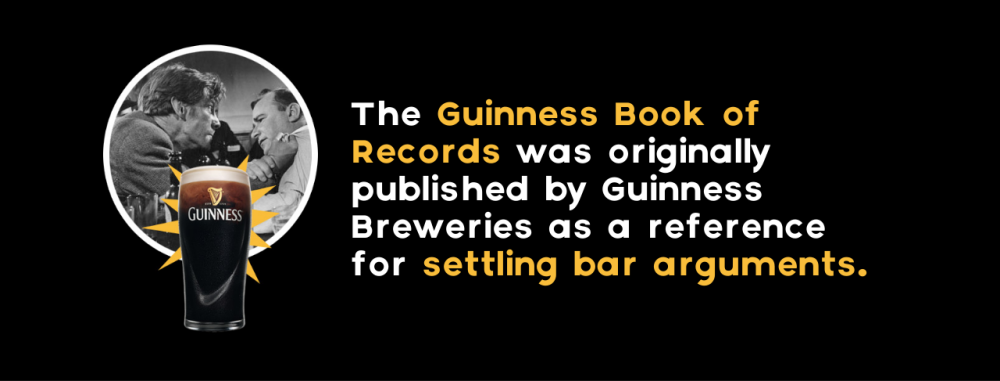 GUINNESS
The Guinness Book of
Records was originally
published by Guinness
Breweries as a reference
for settling bar arguments.